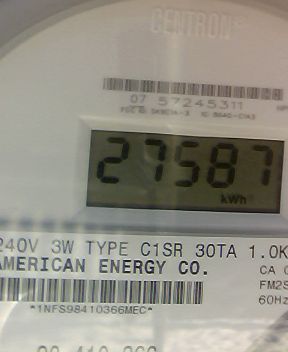 CENTRON
07 57245311
27587
kWh
240V 3W TYPE C1SR 30TA 1.0K
AMERICAN ENERGY CO.
CA
FM2S
60Hz
*1NFS98410366MEC*